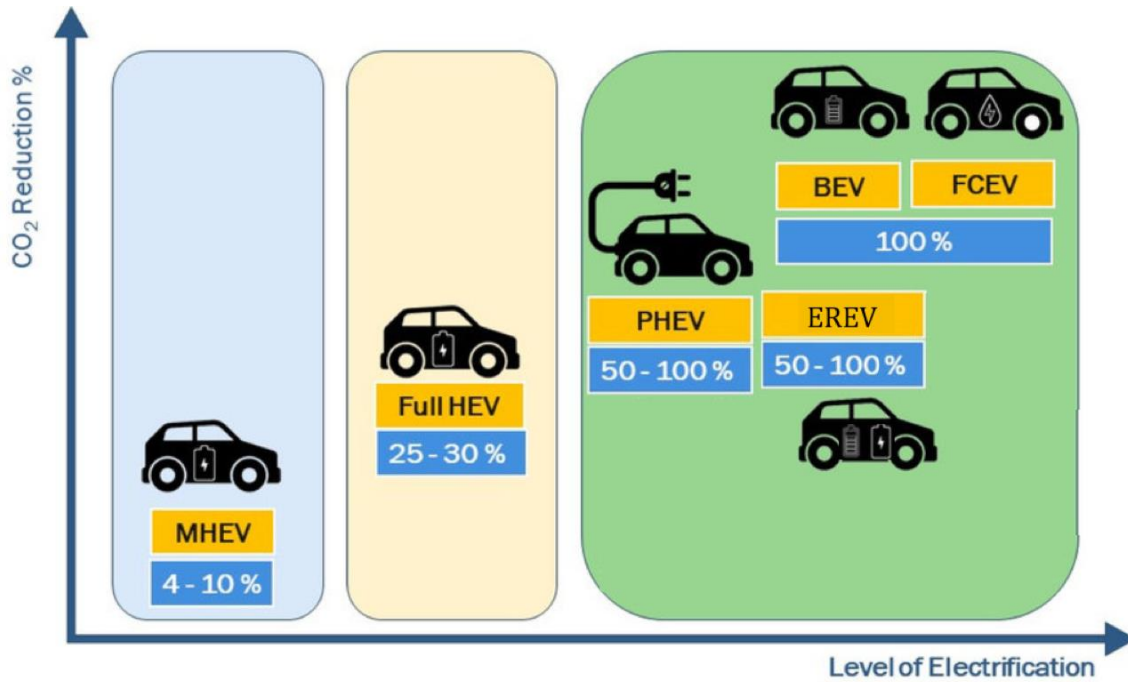 CO₂ Reduction %
BEV
FCEV
100 %
PHEV
EREV
50 - 100 %
50 - 100 %
Full HEV
25 - 30 %
MHEV
4 - 10 %
Level of Electrification